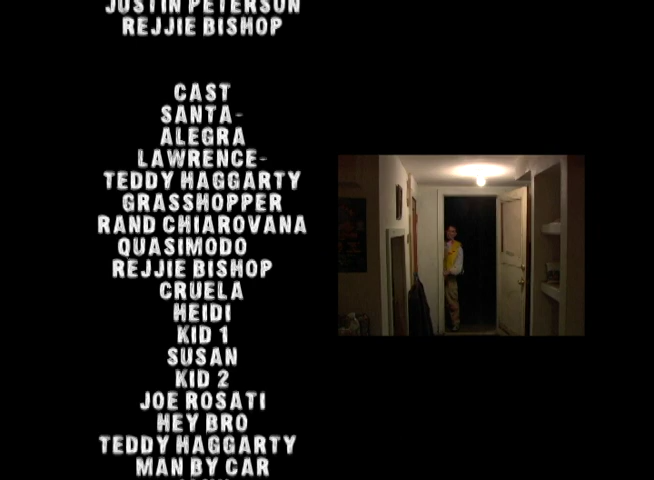 JUSTIN PETERSON
REJJIE BISHOP
CAST
SANTA-
ALEGRA
LAWRENCE-
TEDDY HAGGARTY
GRASSHOPPER
RAND CHIAROVANA
QUASIMODO
REJJIE BISHOP
CRUELA
HEIDI
KID 1
SUSAN
KID 2
JOE ROSATI
HEY BRO
TEDDY HAGGARTY
MAN BY CAR